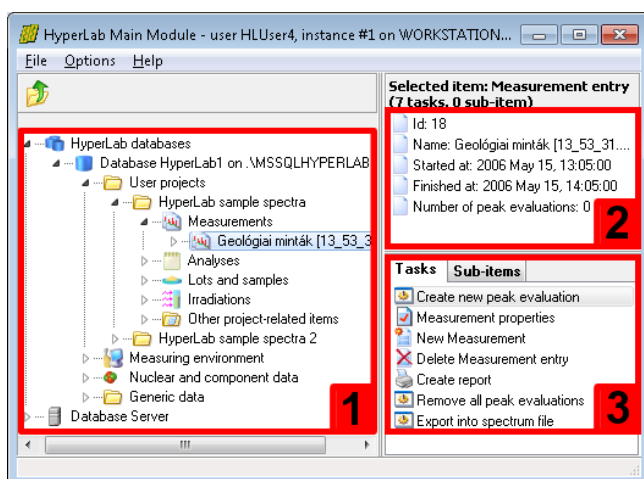 HyperLab Main Module - user HLUser4, instance #1 on WORKSTATION...
File Options Help
HyperLab databases
Database HyperLab1 on .\MSSQLHYPERLAB
User projects
HyperLab sample spectra
Measurements
Geológiai minták [13_53_3
Analyses
Lots and samples
Irradiations
Other project-related items
HyperLab sample spectra 2
Measuring environment
Nuclear and component data
Generic data
Database Server
1
Selected item: Measurement entry
(7 tasks, 0 sub-item)
Id: 18
Name: Geológiai minták [13_53_31....
Started at: 2006 May 15, 13:05:00
Finished at: 2006 May 15, 14:05:00
Number of peak evaluations: 0
2
Tasks Sub-items
Create new peak evaluation
Measurement properties
New Measurement
Delete Measurement entry
Create report
Remove all peak evaluations
Export into spectrum file
3